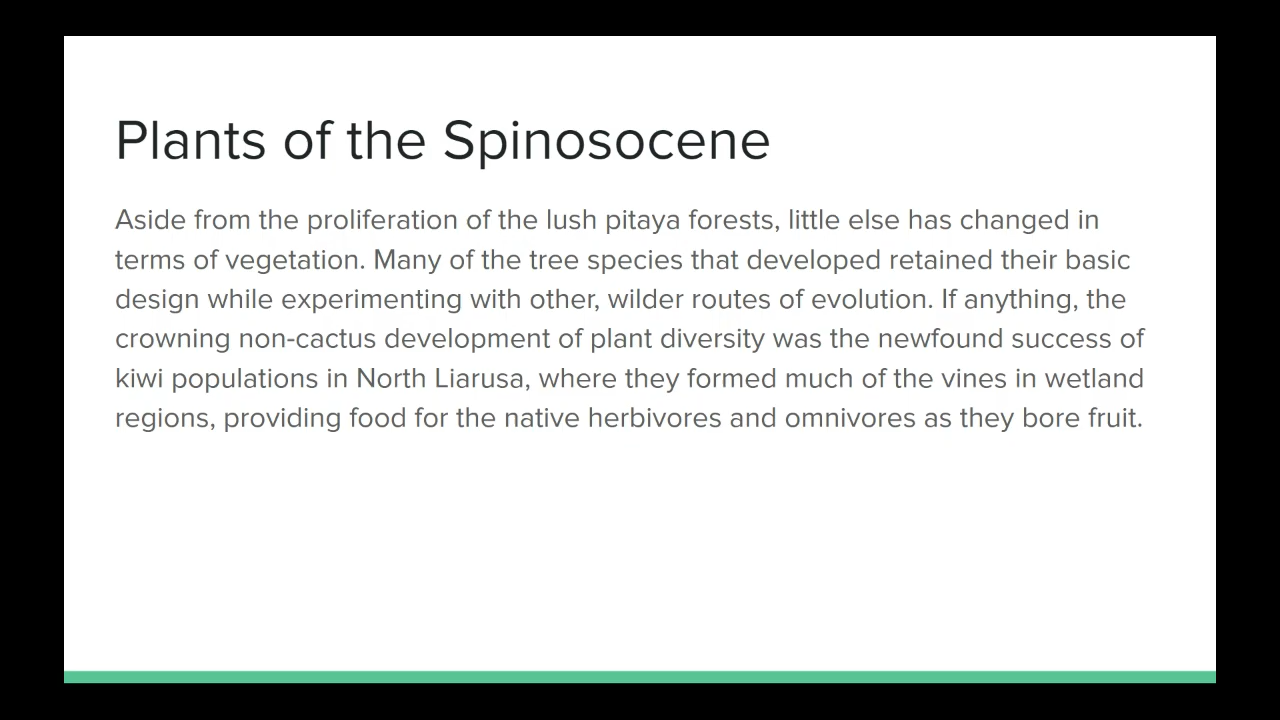 Plants of the Spinosocene
Aside from the proliferation of the lush pitaya forests, little else has changed in
terms of vegetation. Many of the tree species that developed retained their basic
design while experimenting with other, wilder routes of evolution. If anything, the
crowning non-cactus development of plant diversity was the newfound success of
kiwi populations in North Liarusa, where they formed much of the vines in wetland
regions, providing food for the native herbivores and omnivores as they bore fruit.